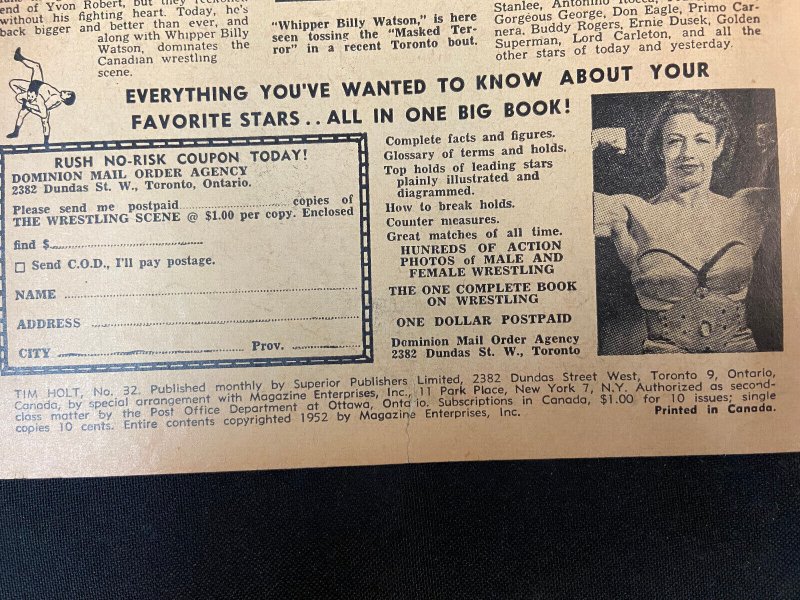 end of Yvon Robert, but they reckoned
without his fighting heart. Today, he's
back bigger and better than ever, and
along with Whipper Billy
Watson, dominates the
Canadian wrestling
scene.
"Whipper Billy Watson," is here
seen tossing the "Masked Ter-
ror" in a recent Toronto bout.
Stanlee, Antonino Rocca,
Gorgeous George, Don Eagle, Primo Car-
nera, Buddy Rogers, Ernie Dusek, Golden
Superman, Lord Carleton, and all the
other stars of today and yesterday.
EVERYTHING YOU'VE WANTED TO KNOW ABOUT YOUR
FAVORITE STARS . . ALL IN ONE BIG BOOK!
RUSH NO-RISK COUPON TODAY!
DOMINION MAIL ORDER AGENCY
2382 Dundas St. W., Toronto, Ontario.
Please send me postpaid copies of
THE WRESTLING SCENE @ $1.00 per copy. Enclosed
find $
Send C.O.D., I'll pay postage.
NAME
ADDRESS
CITY Prov.
Complete facts and figures.
Glossary of terms and holds.
Top holds of leading stars
plainly illustrated and
diagrammed.
How to break holds.
Counter measures.
Great matches of all time.
HUNREDS OF ACTION
PHOTOS of MALE AND
FEMALE WRESTLING
THE ONE COMPLETE BOOK
ON WRESTLING
ONE DOLLAR POSTPAID
Dominion Mail Order Agency
2382 Dundas St. W., Toronto
TIM HOLT, No. 32. Published monthly by Superior Publishers Limited, 2382 Dundas Street West, Toronto 9, Ontario,
Canada, by special arrangement with Magazine Enterprises, Inc., 11 Park Place, New York 7, N.Y. Authorized as second-
class matter by the Post Office Department at Ottawa, Onta io. Subscriptions in Canada, $1.00 for 10 issues; single
copies 10 cents. Entire contents copyrighted 1952 by Magazine Enterprises, Inc.
Printed in Canada.